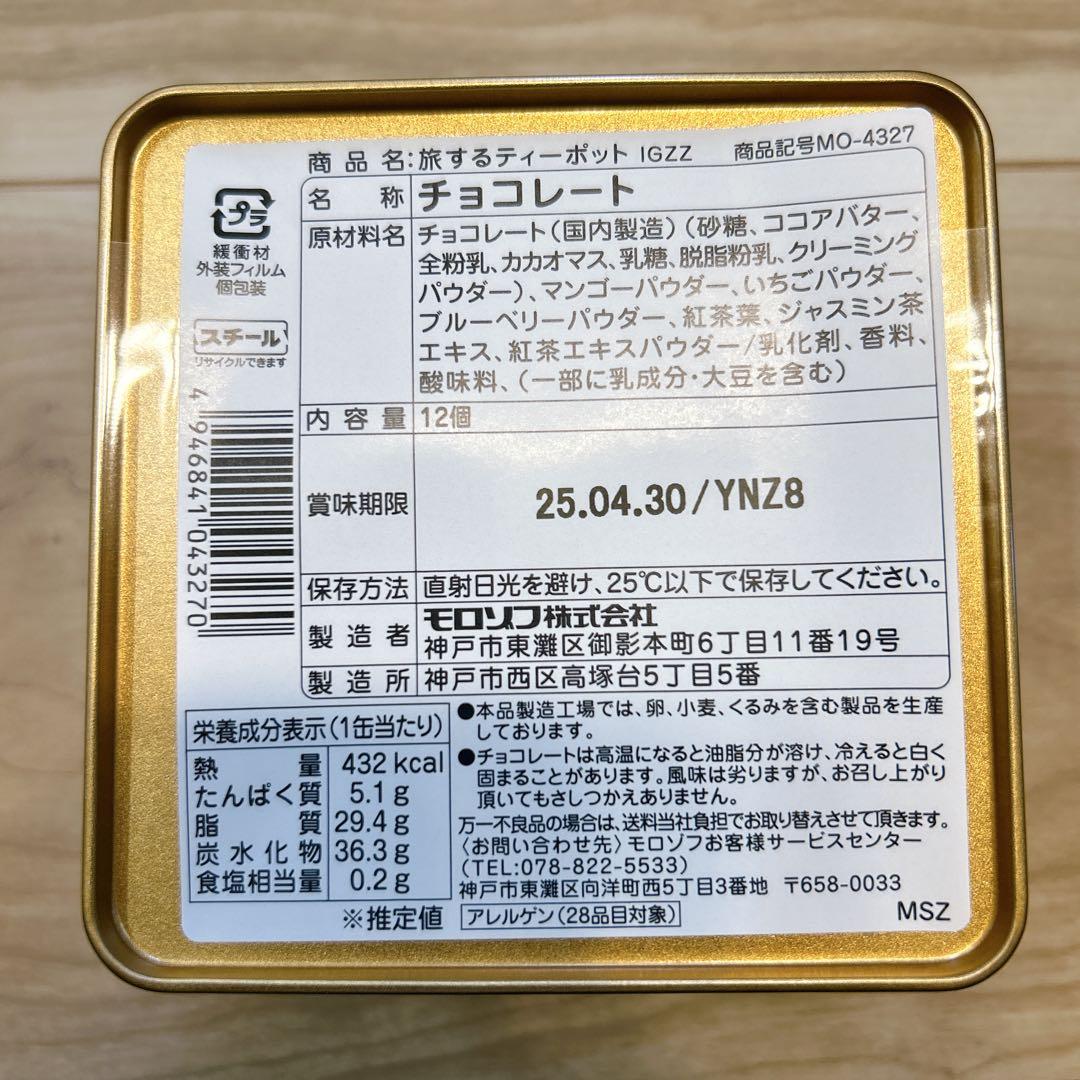 商品名:旅するティーポット IGZZ 商品記号MO-4327
名称 チョコレート
原材料名 チョコレート(国内製造)(砂糖、ココアバター、
全粉乳、カカオマス、乳糖、脱脂粉乳、クリーミング
パウダー)、マンゴーパウダー、いちごパウダー、
ブルーベリーパウダー、紅茶葉、ジャスミン茶
エキス、紅茶エキスパウダー/乳化剤、香料、
酸味料、(一部に乳成分・大豆を含む)
内容量 12個
賞味期限 25.04.30/YNZ8
保存方法 直射日光を避け、25℃以下で保存してください。
製造者 モロゾフ株式会社
神戸市東灘区御影本町6丁目11番19号
製造所 神戸市西区高塚台5丁目5番
プラ
緩衝材
外装フィルム
個包装
スチール
リサイクルできます
4946841043270
栄養成分表示(1缶当たり)
熱量 432 kcal
たんぱく質 5.1 g
脂質 29.4 g
炭水化物 36.3 g
食塩相当量 0.2 g
※推定値
●本品製造工場では、卵、小麦、くるみを含む製品を生産
しております。
●チョコレートは高温になると油脂分が溶け、冷えると白く
固まることがあります。風味は劣りますが、お召し上がり
頂いてもさしつかえありません。
万一不良品の場合は、送料当社負担でお取り替えさせて頂きます。
〈お問い合わせ先〉モロゾフお客様サービスセンター
(TEL:078-822-5533)
神戸市東灘区向洋町西5丁目3番地 〒658-0033
アレルゲン(28品目対象)
MSZ